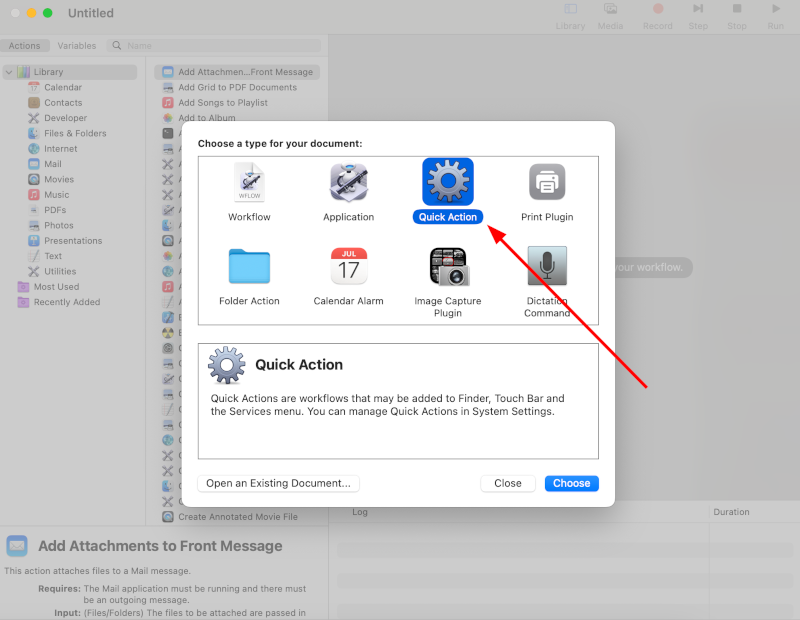 Untitled
Library
Media
Record
Step
Stop
Run
Actions
Variables
Name
Library
Calendar
Contacts
Developer
Files & Folders
Internet
Mail
Movies
Music
PDFs
Photos
Presentations
Text
Utilities
Most Used
Recently Added
Add Attachmen...Front Message
Add Grid to PDF Documents
Add Songs to Playlist
Add to Album
Create Annotated Movie File
Choose a type for your document:
WFLOW
Workflow
Application
Quick Action
Print Plugin
JUL
17
Folder Action
Calendar Alarm
Image Capture
Plugin
Dictation
Command
Quick Action
Quick Actions are workflows that may be added to Finder, Touch Bar and
the Services menu. You can manage Quick Actions in System Settings.
Open an Existing Document...
Close
Choose
your workflow.
Log
Duration
Add Attachments to Front Message
This action attaches files to a Mail message.
Requires: The Mail application must be running and there must
be an outgoing message.
Input: (Files/Folders) The files to be attached are passed in